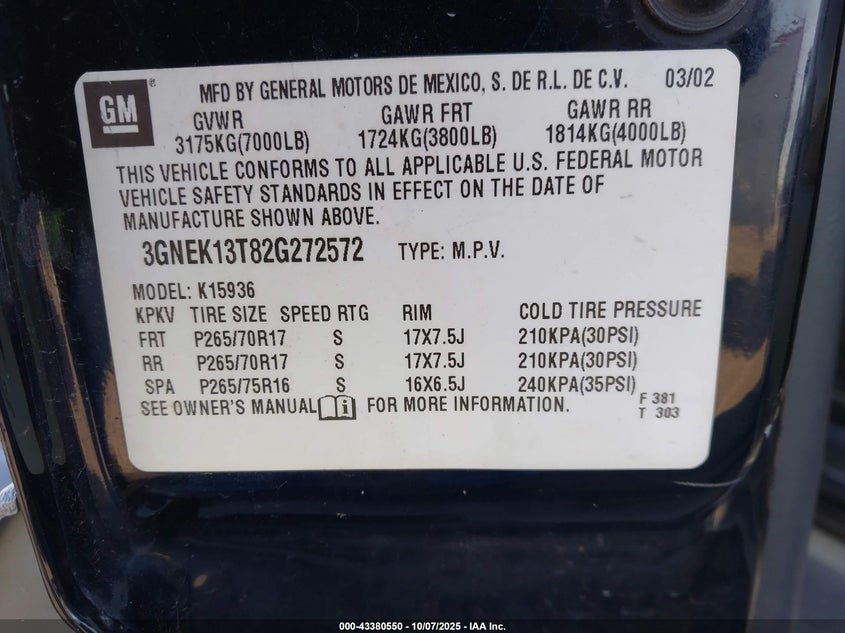 GM ®
MFD BY GENERAL MOTORS DE MEXICO, S. DE R.L. DE C.V. 03/02
GVWR GAWR FRT GAWR RR
3175KG(7000LB) 1724KG(3800LB) 1814KG(4000LB)
THIS VEHICLE CONFORMS TO ALL APPLICABLE U.S. FEDERAL MOTOR
VEHICLE SAFETY STANDARDS IN EFFECT ON THE DATE OF
MANUFACTURE SHOWN ABOVE.
3GNEK13T82G272572 TYPE: M.P.V.
MODEL: K15936
KPKV TIRE SIZE SPEED RTG RIM COLD TIRE PRESSURE
FRT P265/70R17 S 17X7.5J 210KPA(30PSI)
RR P265/70R17 S 17X7.5J 210KPA(30PSI)
SPA P265/75R16 S 16X6.5J 240KPA(35PSI)
SEE OWNER'S MANUAL i FOR MORE INFORMATION. F 381
T 303
000-43380550 - 10/07/2025 - IAA Inc.